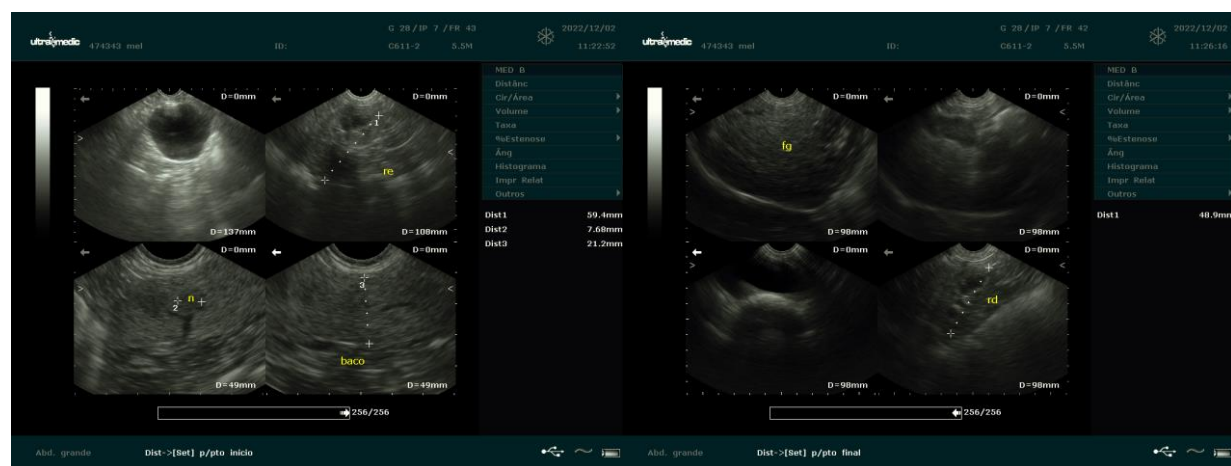 ultramedic 474343 mel ID: G 28/IP 7/FR 43 C611-2 5.5M 2022/12/02 11:22:52
D=0mm
D=137mm
D=0mm
1
re
D=108mm
D=0mm
n
2
D=49mm
D=0mm
3
baco
D=49mm
MED B
Distânc
Cir/Área
Volume
Taxa
%Estenose
Âng
Histograma
Impr Relat
Outros
Dist1 59.4mm
Dist2 7.68mm
Dist3 21.2mm
256/256
Abd. grande Dist->[Set] p/pto início
ultramedic 474343 mel ID: G 28/IP 7/FR 42 C611-2 5.5M 2022/12/02 11:26:16
D=0mm
fg
D=98mm
D=0mm
D=98mm
D=0mm
D=98mm
D=0mm
rd
D=98mm
MED B
Distânc
Cir/Área
Volume
Taxa
%Estenose
Âng
Histograma
Impr Relat
Outros
Dist1 48.9mm
256/256
Abd. grande Dist->[Set] p/pto final